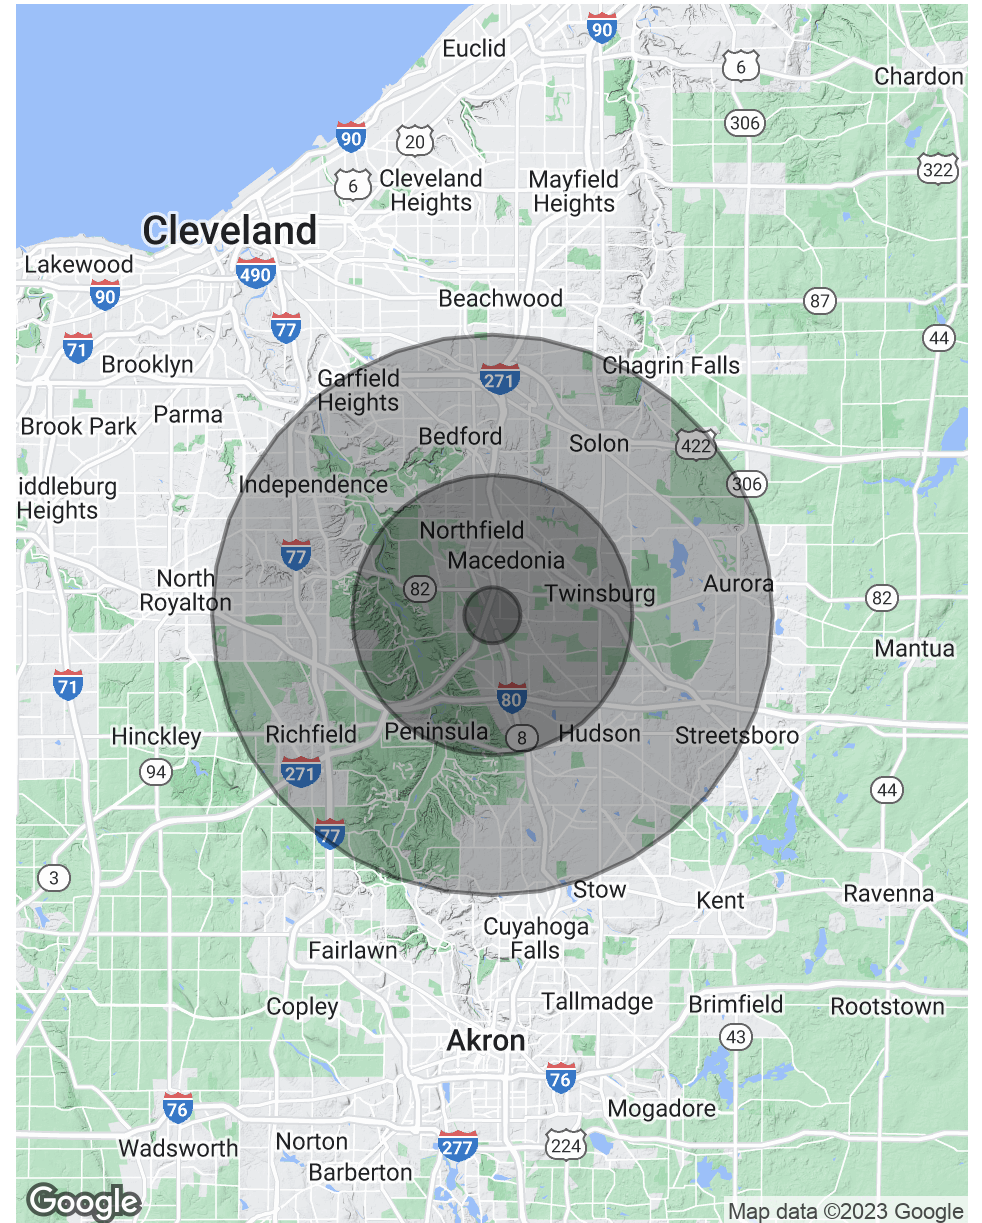 Euclid
90
6
Chardon
306
90
20
322
6
Cleveland
Heights
Mayfield
Heights
Cleveland
Lakewood
490
90
Beachwood
87
77
44
71
Brooklyn
Chagrin Falls
Garfield
Heights
271
Parma
Brook Park
Bedford
Solon
422
iddleburg
Heights
Independence
306
Northfield
77
Macedonia
North
Royalton
82
Twinsburg
Aurora
82
Mantua
71
80
Hinckley
Richfield
Peninsula
8
Hudson
Streetsboro
94
271
44
77
3
Stow
Kent
Ravenna
Cuyahoga
Falls
Fairlawn
Copley
Tallmadge
Brimfield
Rootstown
Akron
43
76
76
Mogadore
Wadsworth
Norton
277
224
Barberton
Google
Map data ©2023 Google